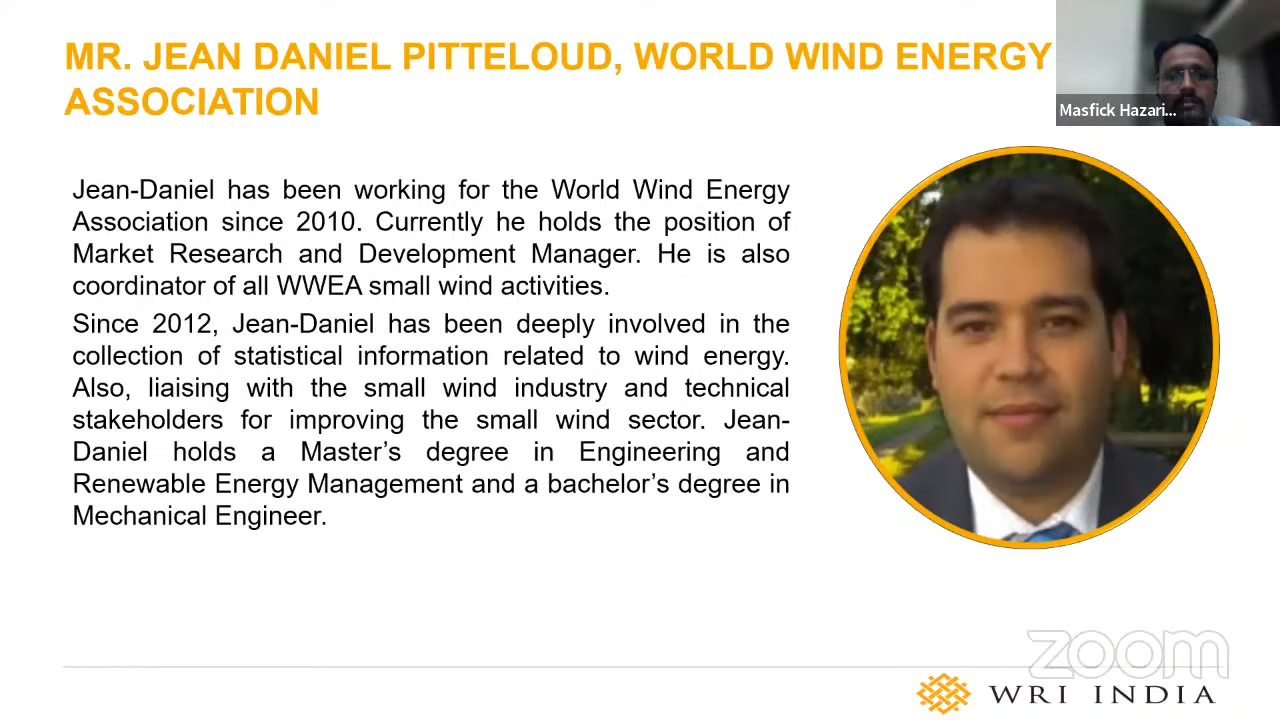 MR. JEAN DANIEL PITTELOUD, WORLD WIND ENERGY
ASSOCIATION
Masfick Hazari...
Jean-Daniel has been working for the World Wind Energy
Association since 2010. Currently he holds the position of
Market Research and Development Manager. He is also
coordinator of all WWEA small wind activities.
Since 2012, Jean-Daniel has been deeply involved in the
collection of statistical information related to wind energy.
Also, liaising with the small wind industry and technical
stakeholders for improving the small wind sector. Jean-
Daniel holds a Master’s degree in Engineering and
Renewable Energy Management and a bachelor’s degree in
Mechanical Engineer.
zoom
WRI INDIA